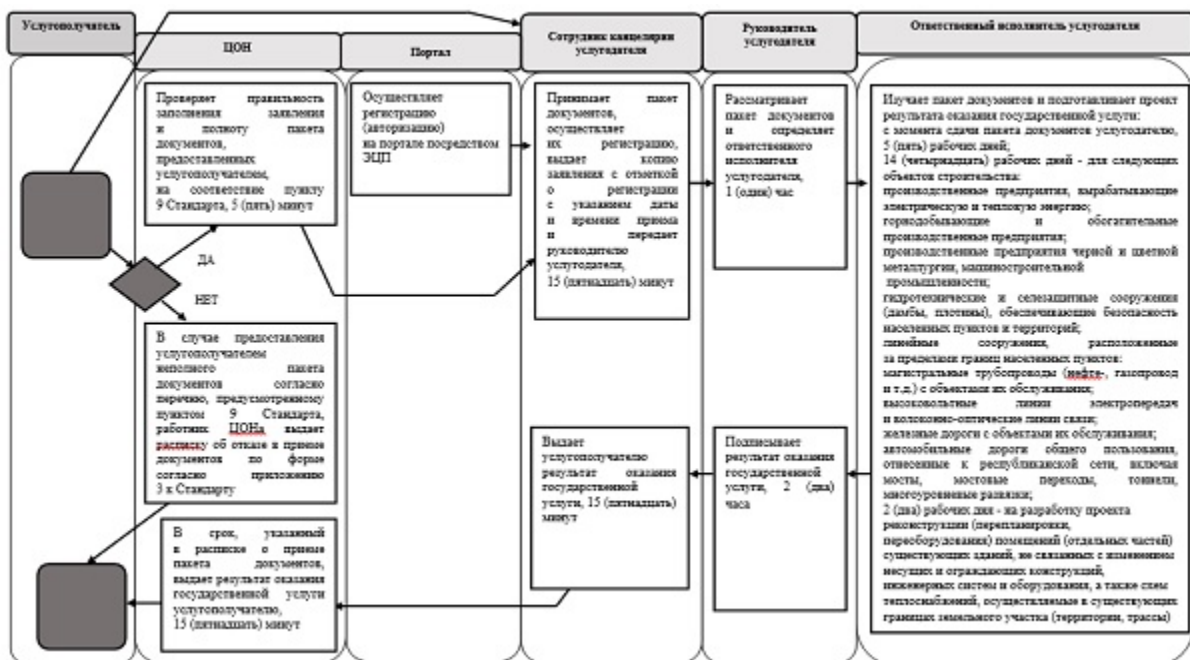 Услугополучатель
ЦОН
Портал
Сотрудник канцелярии
услугодателя
Руководитель
услугодателя
Ответственный исполнитель услугодателя
Проверяет правильность
заполнения заявления
и полноту пакета
документов,
предоставленных
услугополучателем,
на соответствие пункту
9 Стандарта, 5 (пять) минут
Осуществляет
регистрацию
(авторизацию)
на портале посредством
ЭЦП
Принимает пакет
документов,
осуществляет
их регистрацию,
выдает копию
заявления с отметкой
о регистрации
с указанием даты
и времени приема
и передает
руководителю
услугодателя,
15 (пятнадцать) минут
Рассматривает
пакет документов
и определяет
ответственного
исполнителя
услугодателя,
1 (один) час
Изучает пакет документов и подготавливает проект
результата оказания государственной услуги:
с момента сдачи пакета документов услугодателю,
5 (пять) рабочих дней;
14 (четырнадцать) рабочих дней - для следующих
объектов строительства:
производственные предприятия, вырабатывающие
электрическую и тепловую энергию;
горнодобывающие и обогатительные
производственные предприятия;
производственные предприятия черной и цветной
металлургии, машиностроительной
промышленности;
гидротехнические и селезащитные сооружения
(дамбы, плотины), обеспечивающие безопасность
населенных пунктов и территорий;
линейные сооружения, расположенные
за пределами границ населенных пунктов:
магистральные трубопроводы (нефте-, газопровод
и т.д.) с объектами их обслуживания;
высоковольтные линии электропередач
и волоконно-оптические линии связи;
железные дороги с объектами их обслуживания;
автомобильные дороги общего пользования,
отнесенные к республиканской сети, включая
мосты, мостовые переходы, тоннели,
многоуровневые развязки;
2 (два) рабочих дня - на разработку проекта
реконструкции (перепланировки,
переоборудования) помещений (отдельных частей)
существующих зданий, не связанных с изменением
несущих и ограждающих конструкций,
инженерных систем и оборудования, а также схем
теплоснабжений, осуществляемые в существующих
границах земельного участка (территории, трассы)
ДА
НЕТ
В случае предоставления
услугополучателем
неполного пакета
документов согласно
перечню, предусмотренному
пунктом 9 Стандарта,
работник ЦОНа выдает
расписку об отказе в приеме
документов по форме
согласно приложению
3 к Стандарту
Выдает
услугополучателю
результат оказания
государственной
услуги, 15 (пятнадцать)
минут
Подписывает
результат оказания
государственной
услуги, 2 (два)
часа
В срок, указанный
в расписке о приеме
пакета документов,
выдает результат оказания
государственной услуги
услугополучателю,
15 (пятнадцать) минут